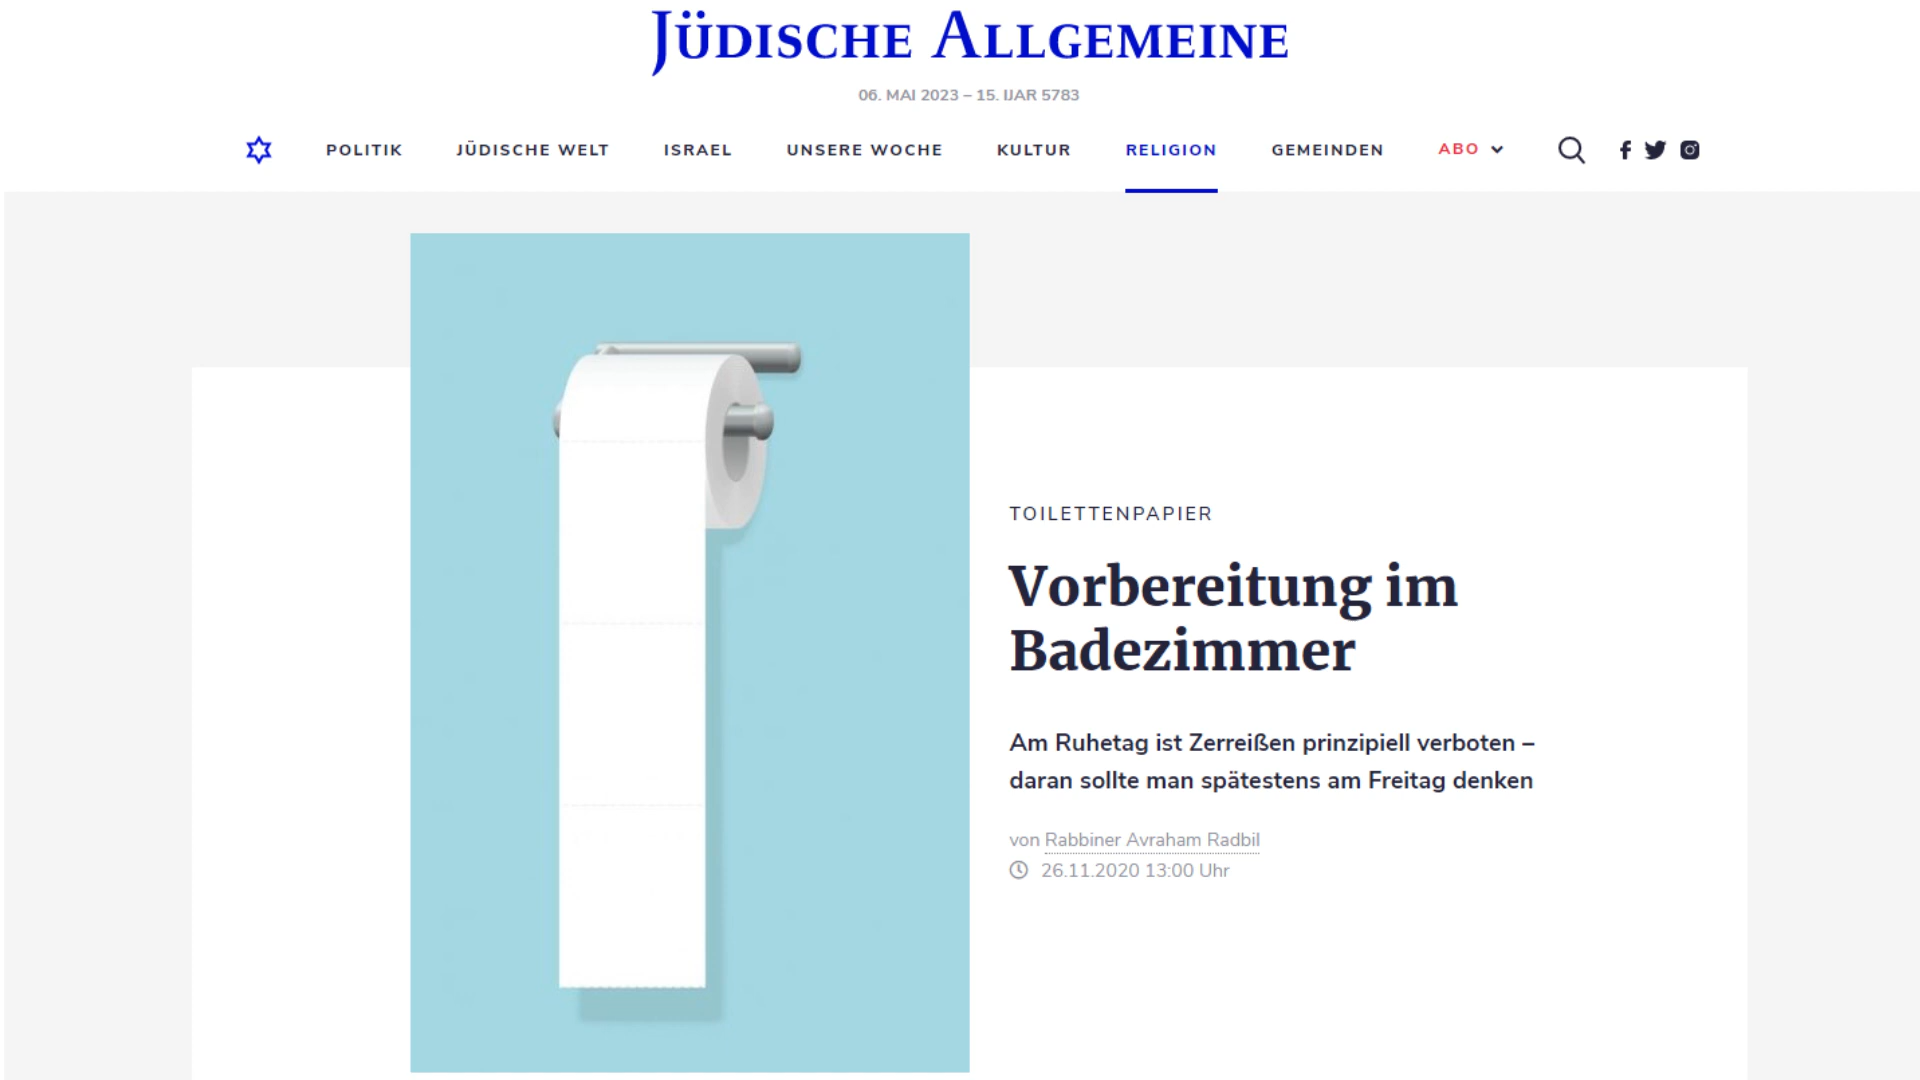 JÜDISCHE ALLGEMEINE
06. MAI 2023 – 15. IJAR 5783
POLITIK JÜDISCHE WELT ISRAEL UNSERE WOCHE KULTUR RELIGION GEMEINDEN ABO
TOILETTENPAPIER
Vorbereitung im
Badezimmer
Am Ruhetag ist Zerreißen prinzipiell verboten –
daran sollte man spätestens am Freitag denken
von Rabbiner Avraham Radbil
26.11.2020 13:00 Uhr